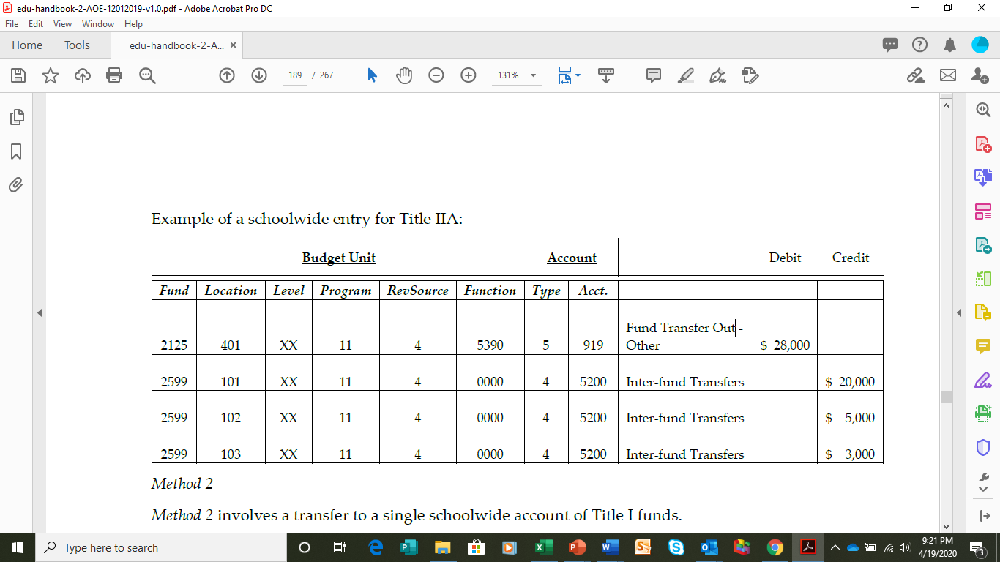 edu-handbook-2-AOE-12012019-v1.0.pdf - Adobe Acrobat Pro DC
File Edit View Window Help
Home Tools edu-handbook-2-A... ×
189 / 267 131%
Example of a schoolwide entry for Title IIA:
Budget Unit Account Debit Credit
Fund Location Level Program RevSource Function Type Acct.
Fund Transfer Out -
2125 401 XX 11 4 5390 5 919 Other $ 28,000
2599 101 XX 11 4 0000 4 5200 Inter-fund Transfers $ 20,000
2599 102 XX 11 4 0000 4 5200 Inter-fund Transfers $ 5,000
2599 103 XX 11 4 0000 4 5200 Inter-fund Transfers $ 3,000
Method 2
Method 2 involves a transfer to a single schoolwide account of Title I funds.
Type here to search
9:21 PM
4/19/2020
3